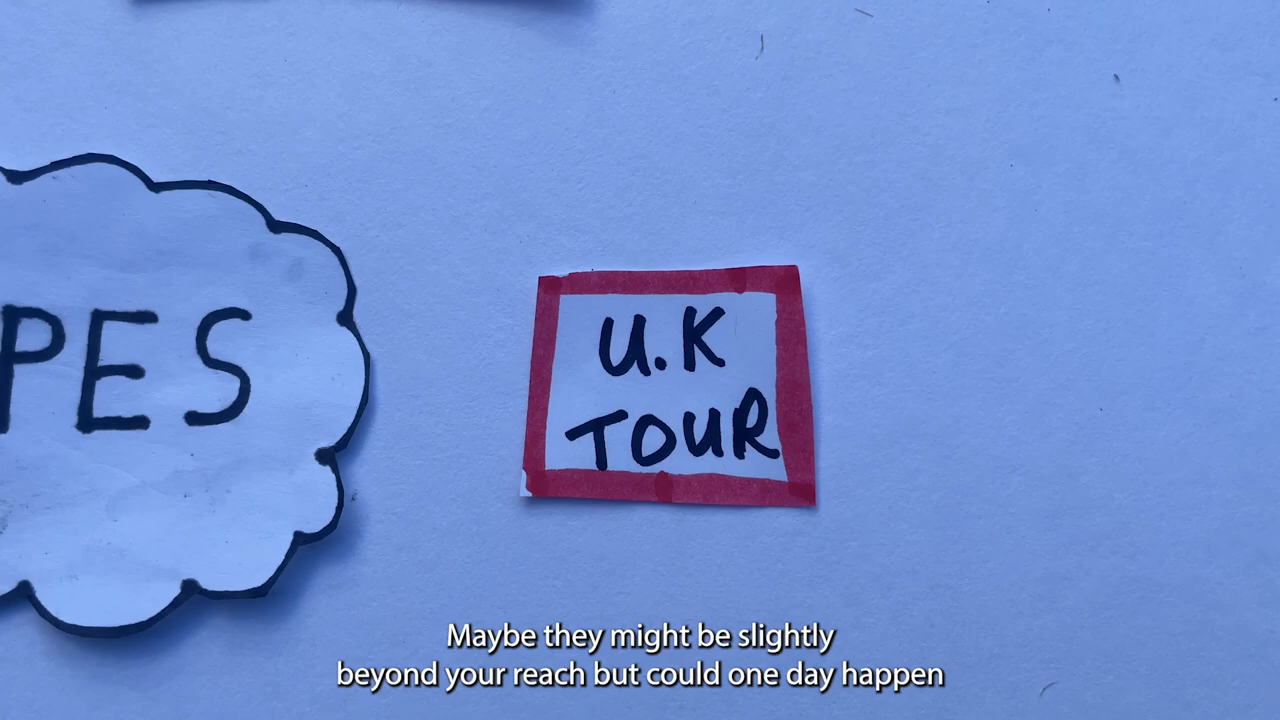 PES
U.K
TOUR
Maybe they might be slightly
beyond your reach but could one day happen